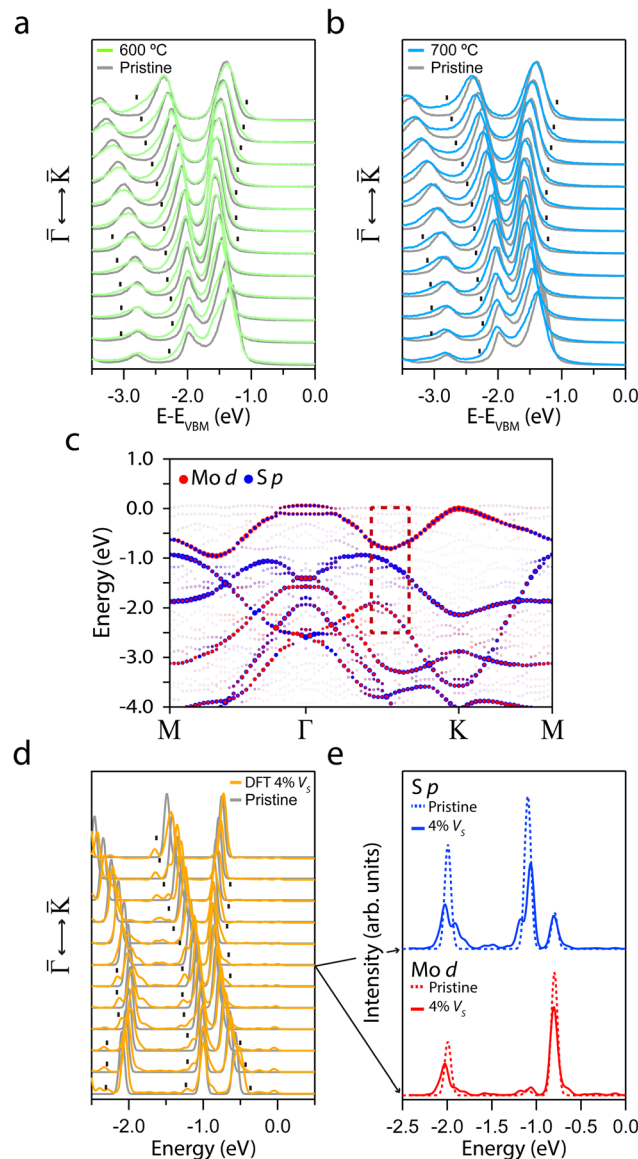 a
600 ºC
Pristine
Γ̄ ⟷ K̄
-3.0 -2.0 -1.0 0.0
E-E_VBM (eV)
b
700 ºC
Pristine
Γ̄ ⟷ K̄
-3.0 -2.0 -1.0 0.0
E-E_VBM (eV)
c
Mo d S p
Energy (eV)
1.0
0.0
-1.0
-2.0
-3.0
-4.0
M Γ K M
d
DFT 4% V_S
Pristine
Γ̄ ⟷ K̄
-2.0 -1.0 0.0
Energy (eV)
e
S p
Pristine
4% V_S
Mo d
Pristine
4% V_S
Intensity (arb. units)
-2.5 -2.0 -1.5 -1.0 -0.5 0.0
Energy (eV)